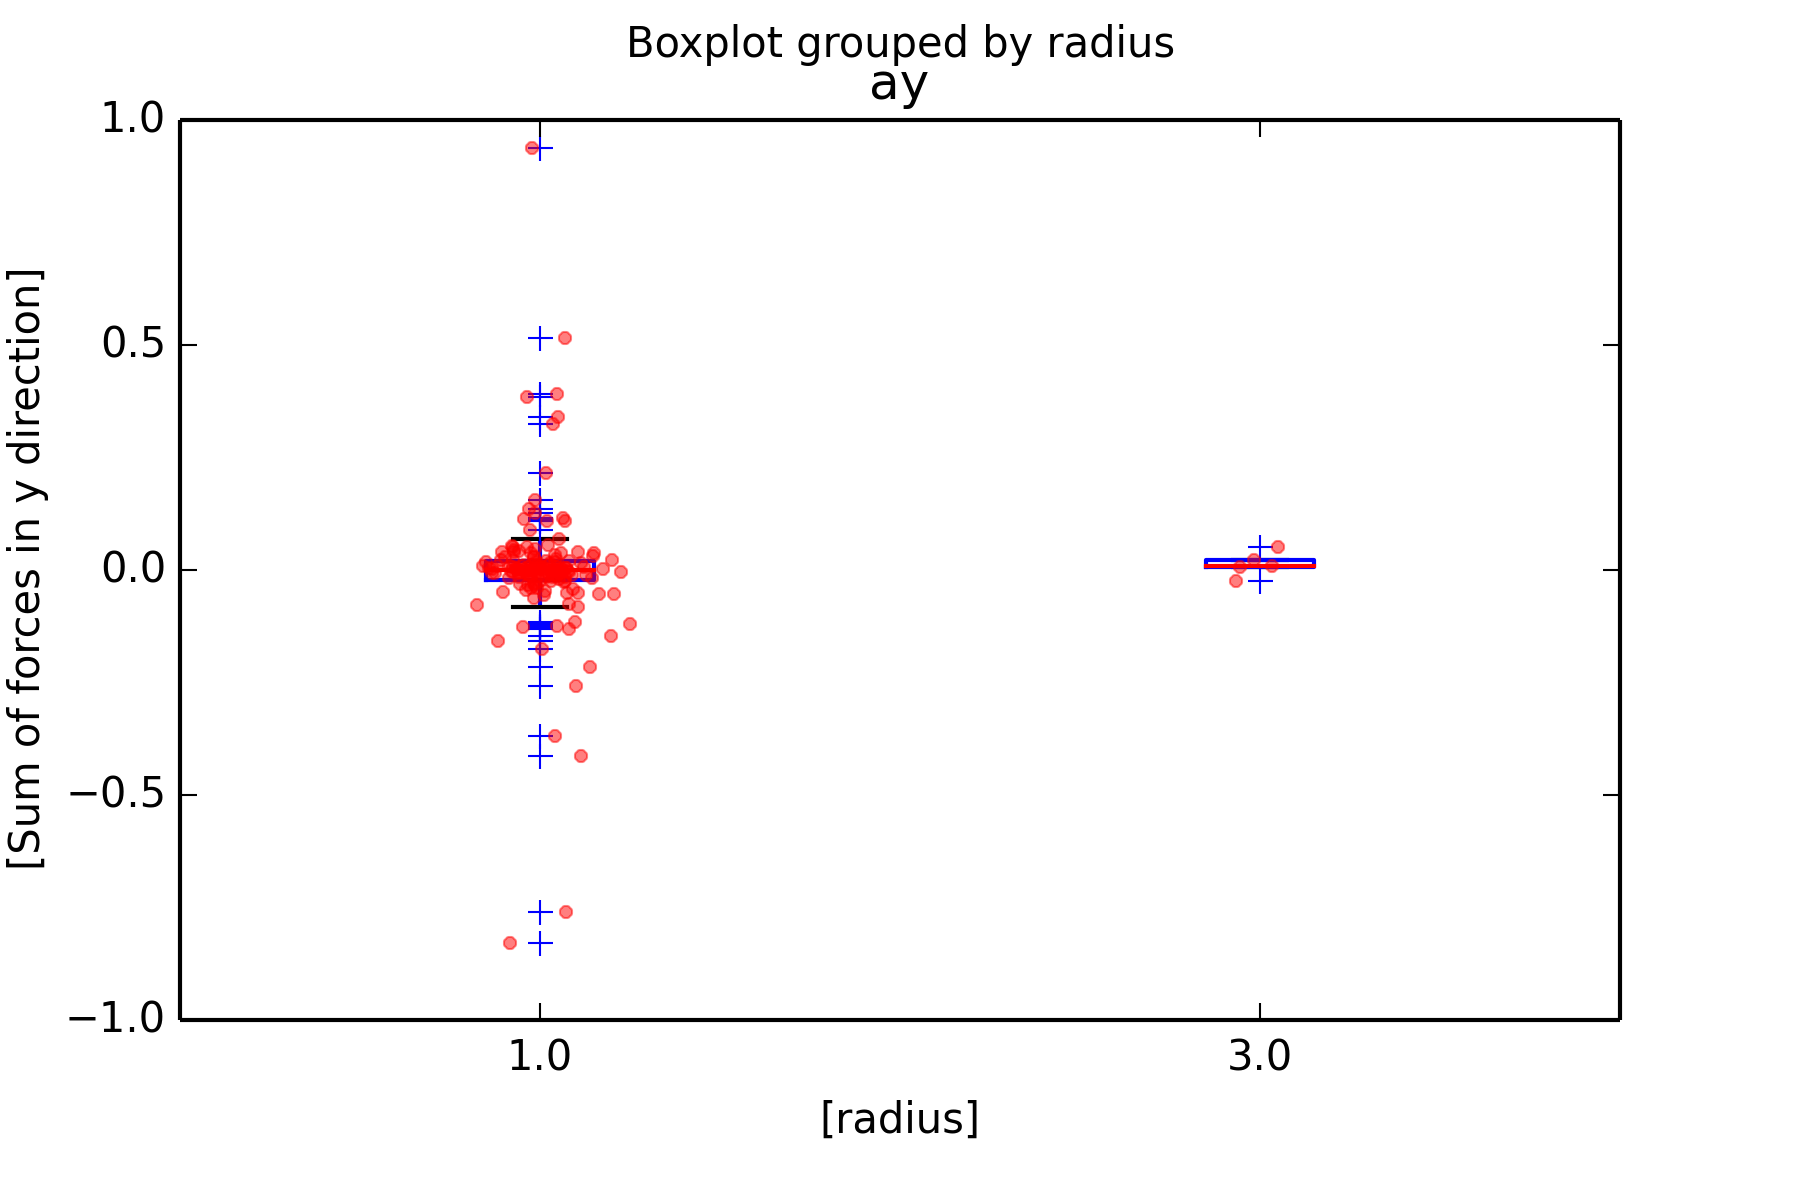 Boxplot grouped by radius
ay
1.0
0.5
0.0
−0.5
−1.0
[Sum of forces in y direction]
1.0 3.0
[radius]